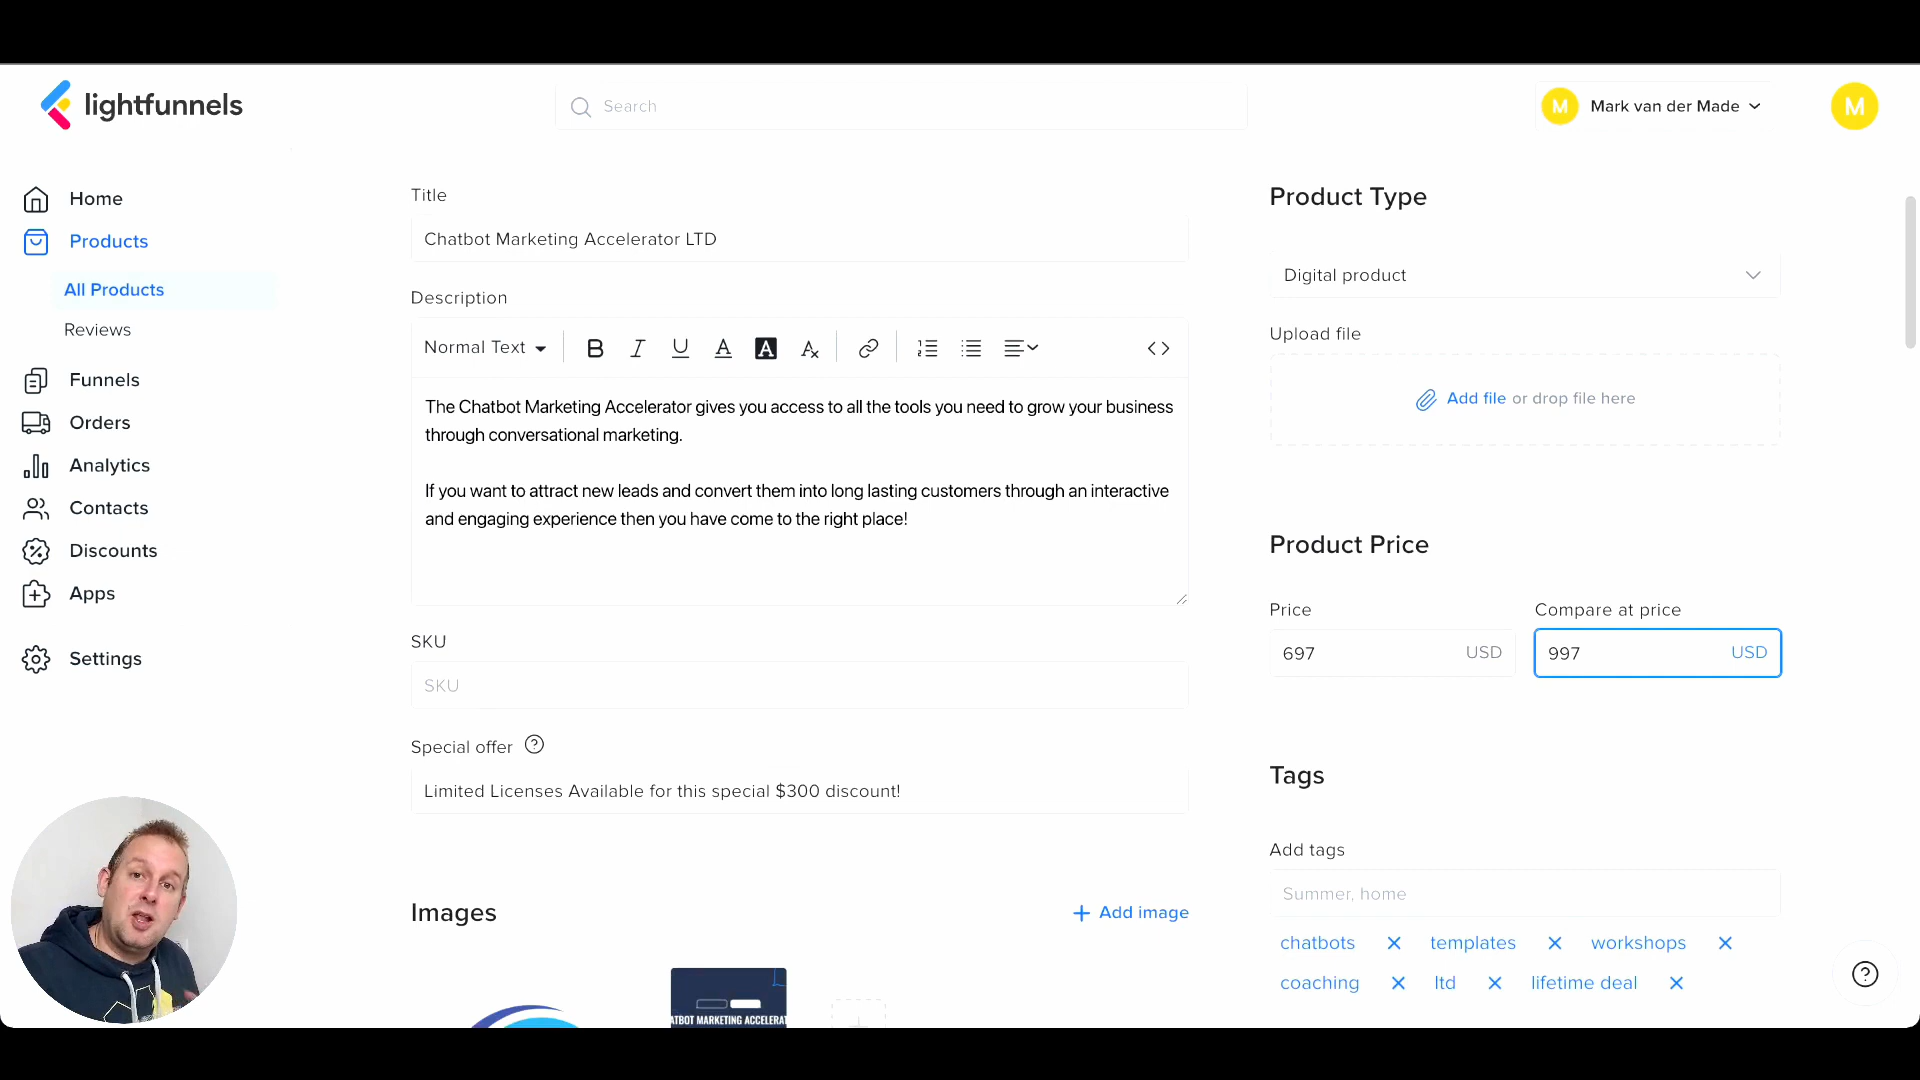 lightfunnels
Search
M
Mark van der Made
M
Home
Products
All Products
Reviews
Funnels
Orders
Analytics
Contacts
Discounts
Apps
Settings
Title
Chatbot Marketing Accelerator LTD
Description
Normal Text
The Chatbot Marketing Accelerator gives you access to all the tools you need to grow your business
through conversational marketing.
If you want to attract new leads and convert them into long lasting customers through an interactive
and engaging experience then you have come to the right place!
SKU
SKU
Special offer
Limited Licenses Available for this special $300 discount!
Images
Add image
ATBOT MARKETING ACCELERAT
Product Type
Digital product
Upload file
Add file or drop file here
Product Price
Price
Compare at price
697 USD
997 USD
Tags
Add tags
Summer, home
chatbots
templates
workshops
coaching
ltd
lifetime deal